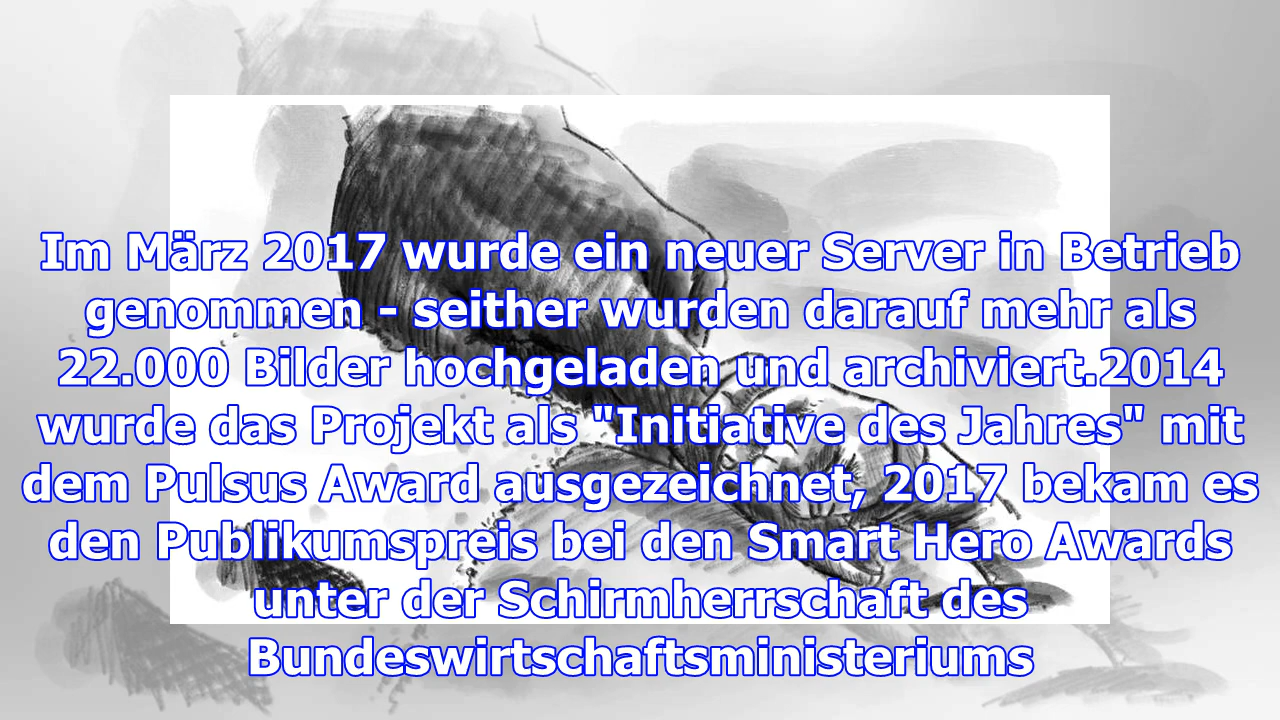 Im März 2017 wurde ein neuer Server in Betrieb
genommen - seither wurden darauf mehr als
22.000 Bilder hochgeladen und archiviert.2014
wurde das Projekt als "Initiative des Jahres" mit
dem Pulsus Award ausgezeichnet, 2017 bekam es
den Publikumspreis bei den Smart Hero Awards
unter der Schirmherrschaft des
Bundeswirtschaftsministeriums